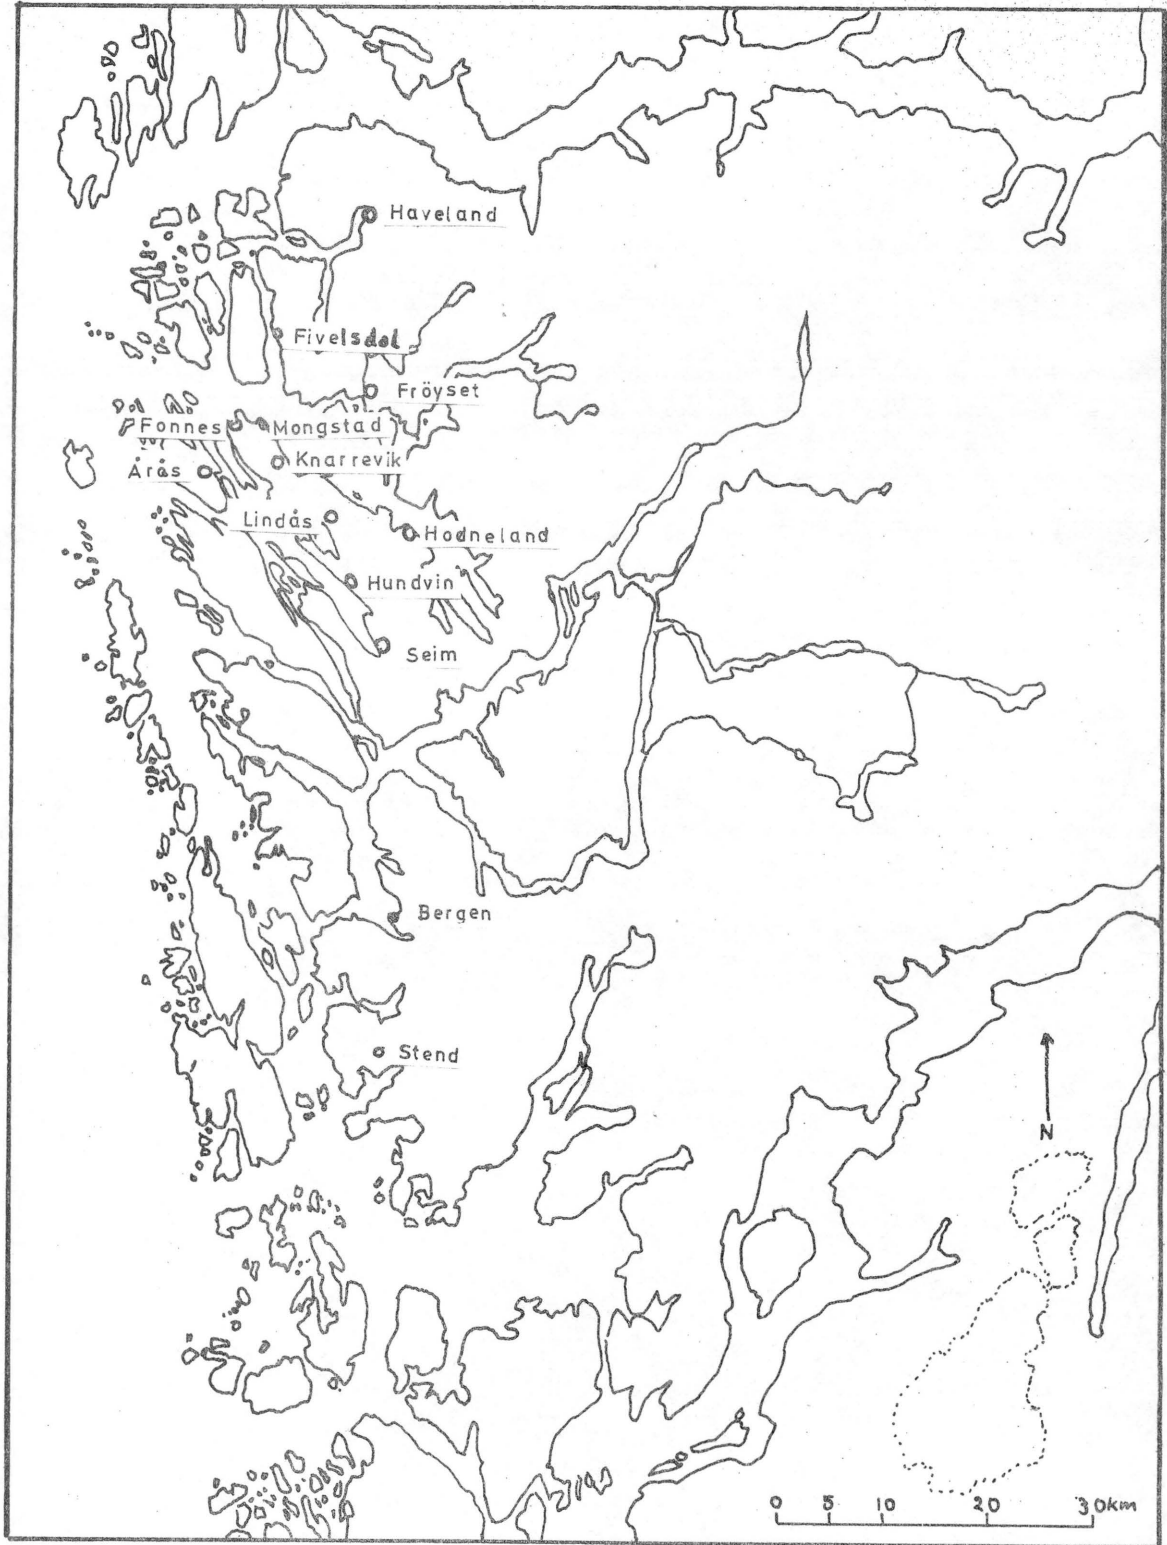 Haveland
Fivelsdal
Fröyset
Fonnes
Mongstad
Årås
Knarrevik
Lindås
Hodneland
Hundvin
Seim
Bergen
Stend
N
0 5 10 20 30km